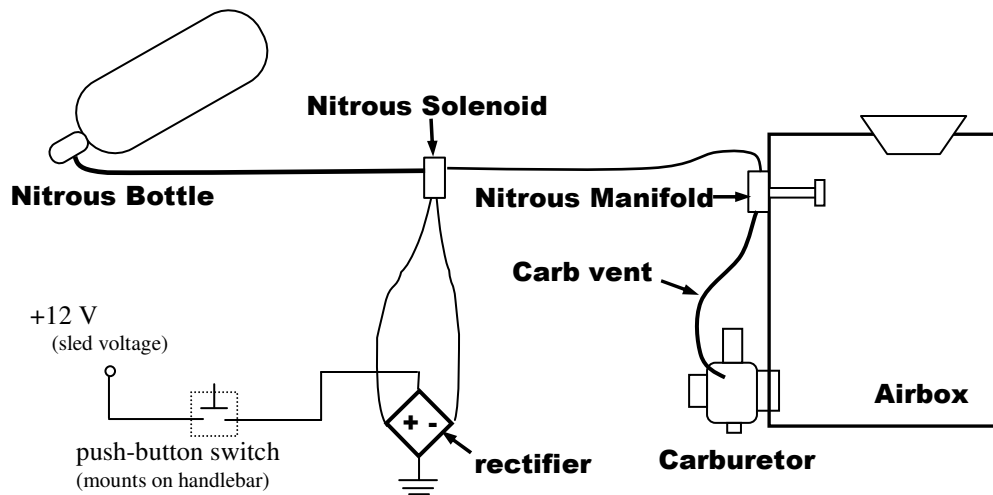 Nitrous Solenoid
Nitrous Bottle
Nitrous Manifold
Carb vent
+12 V
(sled voltage)
Airbox
+ -
push-button switch
(mounts on handlebar)
rectifier
Carburetor